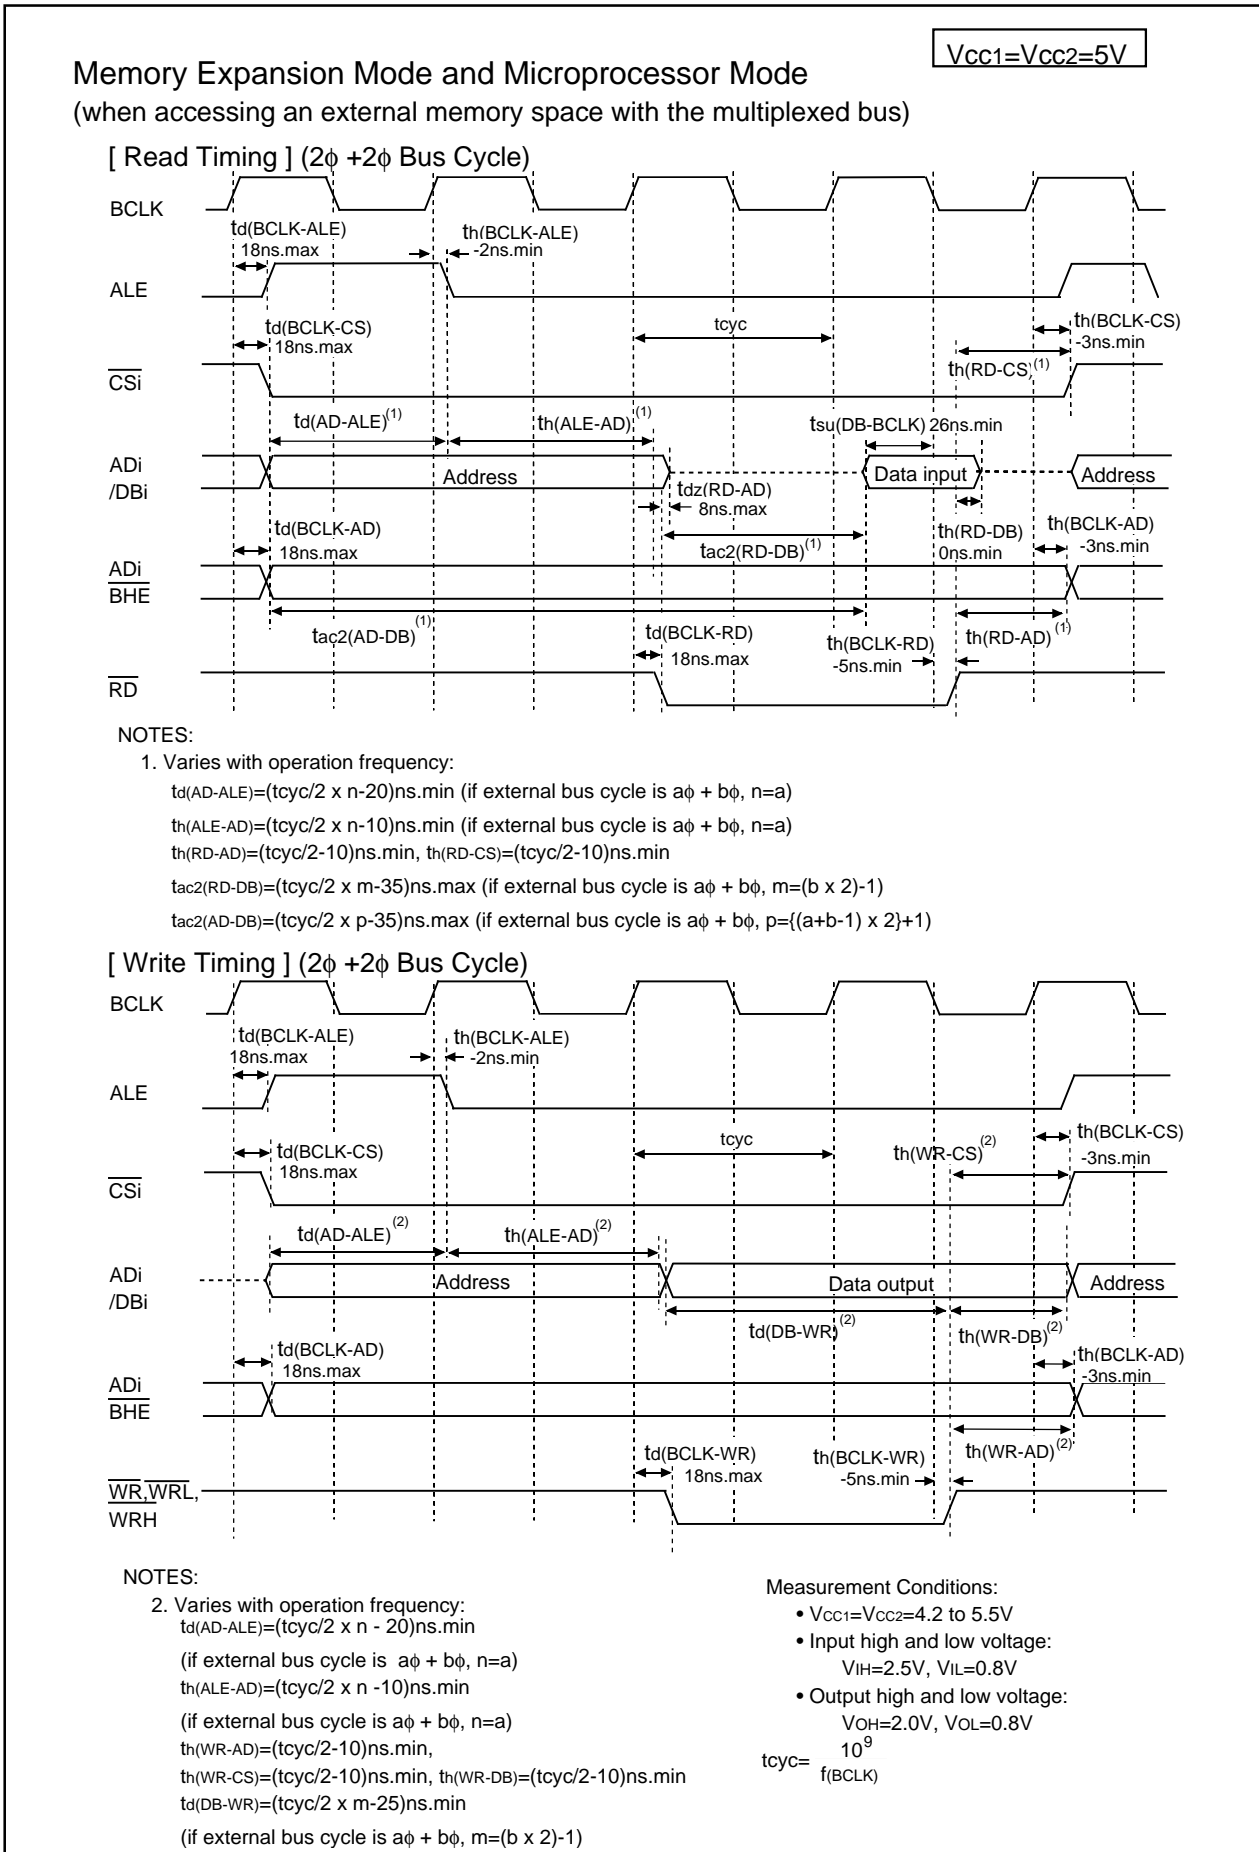 Vcc1=Vcc2=5V
Memory Expansion Mode and Microprocessor Mode
(when accessing an external memory space with the multiplexed bus)
[ Read Timing ] (2ϕ +2ϕ Bus Cycle)
BCLK
td(BCLK-ALE)
18ns.max
th(BCLK-ALE)
-2ns.min
ALE
td(BCLK-CS)
18ns.max
tcyc
th(BCLK-CS)
-3ns.min
th(RD-CS)(1)
CSi
td(AD-ALE)(1)
th(ALE-AD)(1)
tsu(DB-BCLK) 26ns.min
ADi
/DBi
Address
Data input
Address
tdz(RD-AD)
8ns.max
td(BCLK-AD)
18ns.max
tac2(RD-DB)(1)
th(RD-DB)
0ns.min
th(BCLK-AD)
-3ns.min
ADi
BHE
tac2(AD-DB)(1)
td(BCLK-RD)
18ns.max
th(BCLK-RD)
-5ns.min
th(RD-AD)(1)
RD
NOTES:
1. Varies with operation frequency:
td(AD-ALE)=(tcyc/2 x n-20)ns.min (if external bus cycle is aϕ + bϕ, n=a)
th(ALE-AD)=(tcyc/2 x n-10)ns.min (if external bus cycle is aϕ + bϕ, n=a)
th(RD-AD)=(tcyc/2-10)ns.min, th(RD-CS)=(tcyc/2-10)ns.min
tac2(RD-DB)=(tcyc/2 x m-35)ns.max (if external bus cycle is aϕ + bϕ, m=(b x 2)-1)
tac2(AD-DB)=(tcyc/2 x p-35)ns.max (if external bus cycle is aϕ + bϕ, p={(a+b-1) x 2}+1)
[ Write Timing ] (2ϕ +2ϕ Bus Cycle)
BCLK
td(BCLK-ALE)
18ns.max
th(BCLK-ALE)
-2ns.min
ALE
td(BCLK-CS)
18ns.max
tcyc
th(WR-CS)(2)
th(BCLK-CS)
-3ns.min
CSi
td(AD-ALE)(2)
th(ALE-AD)(2)
ADi
/DBi
Address
Data output
Address
td(DB-WR)(2)
th(WR-DB)(2)
td(BCLK-AD)
18ns.max
th(BCLK-AD)
-3ns.min
ADi
BHE
td(BCLK-WR)
18ns.max
th(BCLK-WR)
-5ns.min
th(WR-AD)(2)
WR,WRL,
WRH
NOTES:
2. Varies with operation frequency:
td(AD-ALE)=(tcyc/2 x n - 20)ns.min
(if external bus cycle is aϕ + bϕ, n=a)
th(ALE-AD)=(tcyc/2 x n -10)ns.min
(if external bus cycle is aϕ + bϕ, n=a)
th(WR-AD)=(tcyc/2-10)ns.min,
th(WR-CS)=(tcyc/2-10)ns.min, th(WR-DB)=(tcyc/2-10)ns.min
td(DB-WR)=(tcyc/2 x m-25)ns.min
(if external bus cycle is aϕ + bϕ, m=(b x 2)-1)
Measurement Conditions:
• VCC1=VCC2=4.2 to 5.5V
• Input high and low voltage:
VIH=2.5V, VIL=0.8V
• Output high and low voltage:
VOH=2.0V, VOL=0.8V
tcyc= 10^9
f(BCLK)